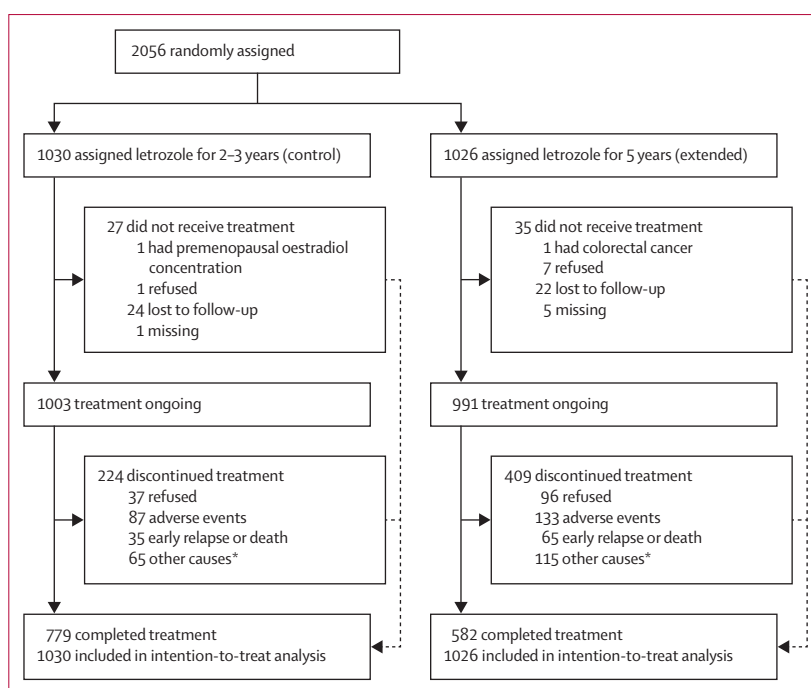 2056 randomly assigned
1030 assigned letrozole for 2–3 years (control)
1026 assigned letrozole for 5 years (extended)
27 did not receive treatment
1 had premenopausal oestradiol
concentration
1 refused
24 lost to follow-up
1 missing
35 did not receive treatment
1 had colorectal cancer
7 refused
22 lost to follow-up
5 missing
1003 treatment ongoing
991 treatment ongoing
224 discontinued treatment
37 refused
87 adverse events
35 early relapse or death
65 other causes*
409 discontinued treatment
96 refused
133 adverse events
65 early relapse or death
115 other causes*
779 completed treatment
1030 included in intention-to-treat analysis
582 completed treatment
1026 included in intention-to-treat analysis